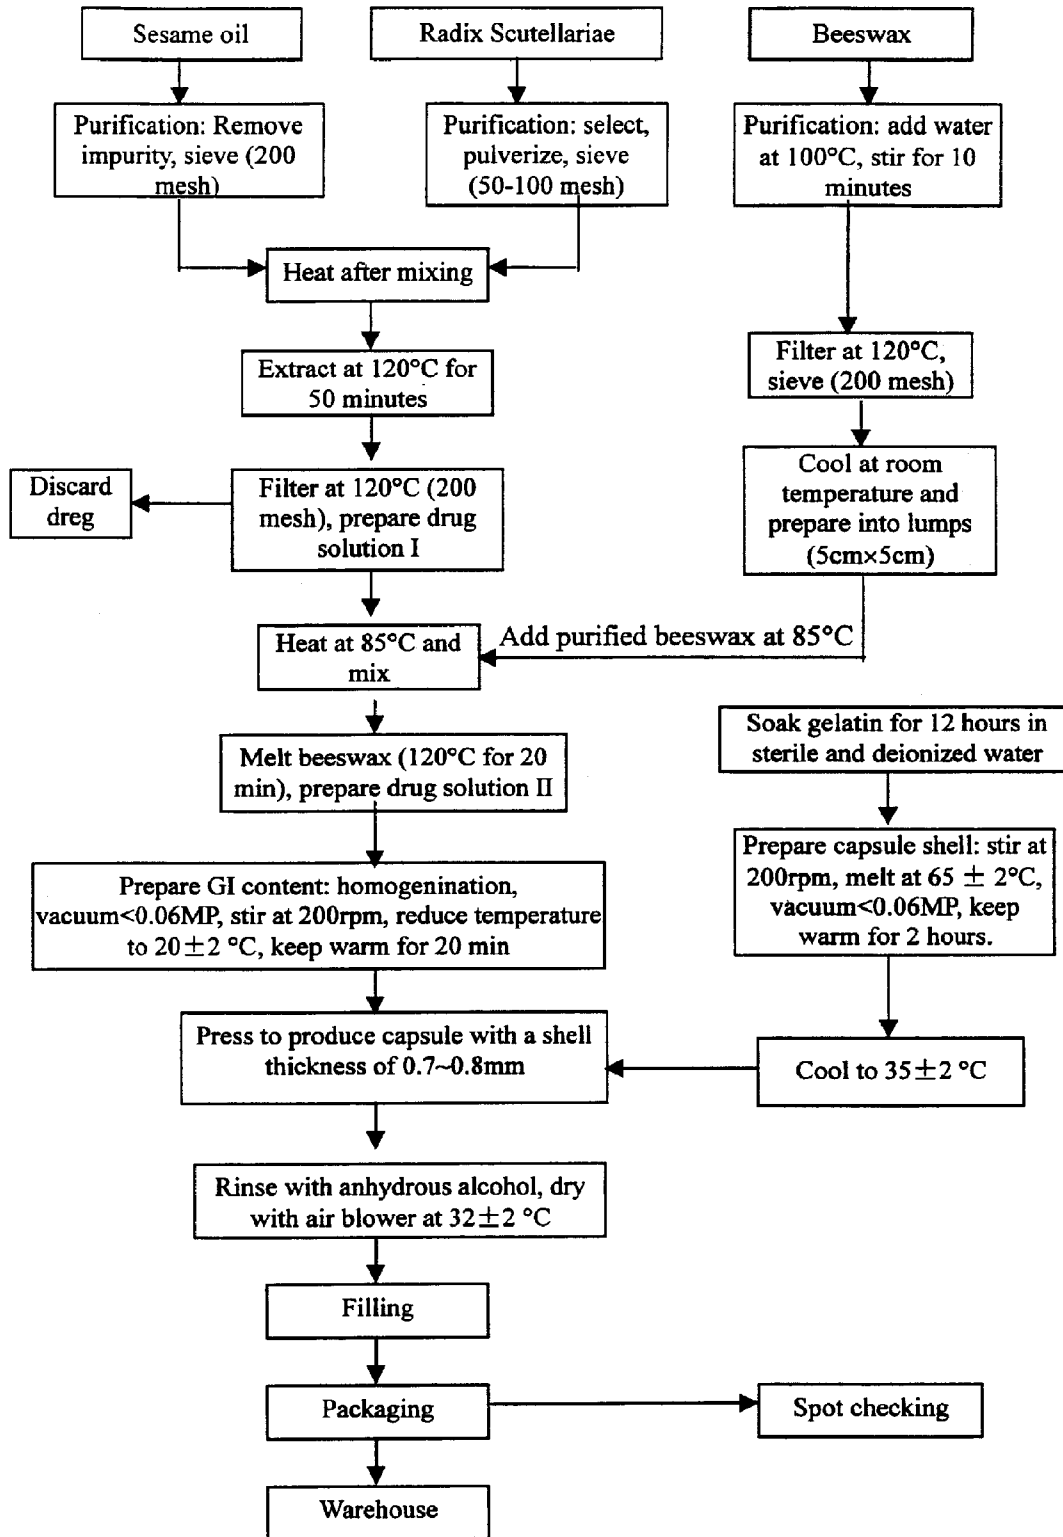 Sesame oil
Radix Scutellariae
Beeswax
Purification: Remove
impurity, sieve (200
mesh)
Purification: select,
pulverize, sieve
(50-100 mesh)
Purification: add water
at 100°C, stir for 10
minutes
Heat after mixing
Extract at 120°C for
50 minutes
Filter at 120°C,
sieve (200 mesh)
Discard
dreg
Filter at 120°C (200
mesh), prepare drug
solution I
Cool at room
temperature and
prepare into lumps
(5cm×5cm)
Heat at 85°C and
mix
Add purified beeswax at 85°C
Melt beeswax (120°C for 20
min), prepare drug solution II
Soak gelatin for 12 hours in
sterile and deionized water
Prepare GI content: homogenination,
vacuum<0.06MP, stir at 200rpm, reduce temperature
to 20±2 °C, keep warm for 20 min
Prepare capsule shell: stir at
200rpm, melt at 65 ± 2°C,
vacuum<0.06MP, keep
warm for 2 hours.
Press to produce capsule with a shell
thickness of 0.7~0.8mm
Cool to 35±2 °C
Rinse with anhydrous alcohol, dry
with air blower at 32±2 °C
Filling
Packaging
Spot checking
Warehouse